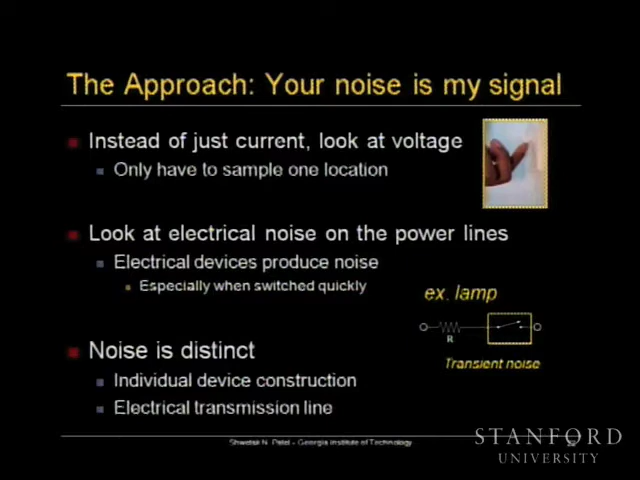 The Approach: Your noise is my signal
Instead of just current, look at voltage
Only have to sample one location
Look at electrical noise on the power lines
Electrical devices produce noise
Especially when switched quickly
ex. lamp
R
Transient noise
Noise is distinct
Individual device construction
Electrical transmission line
Shwetak N. Patel - Georgia Institute of Technology
STANFORD
UNIVERSITY